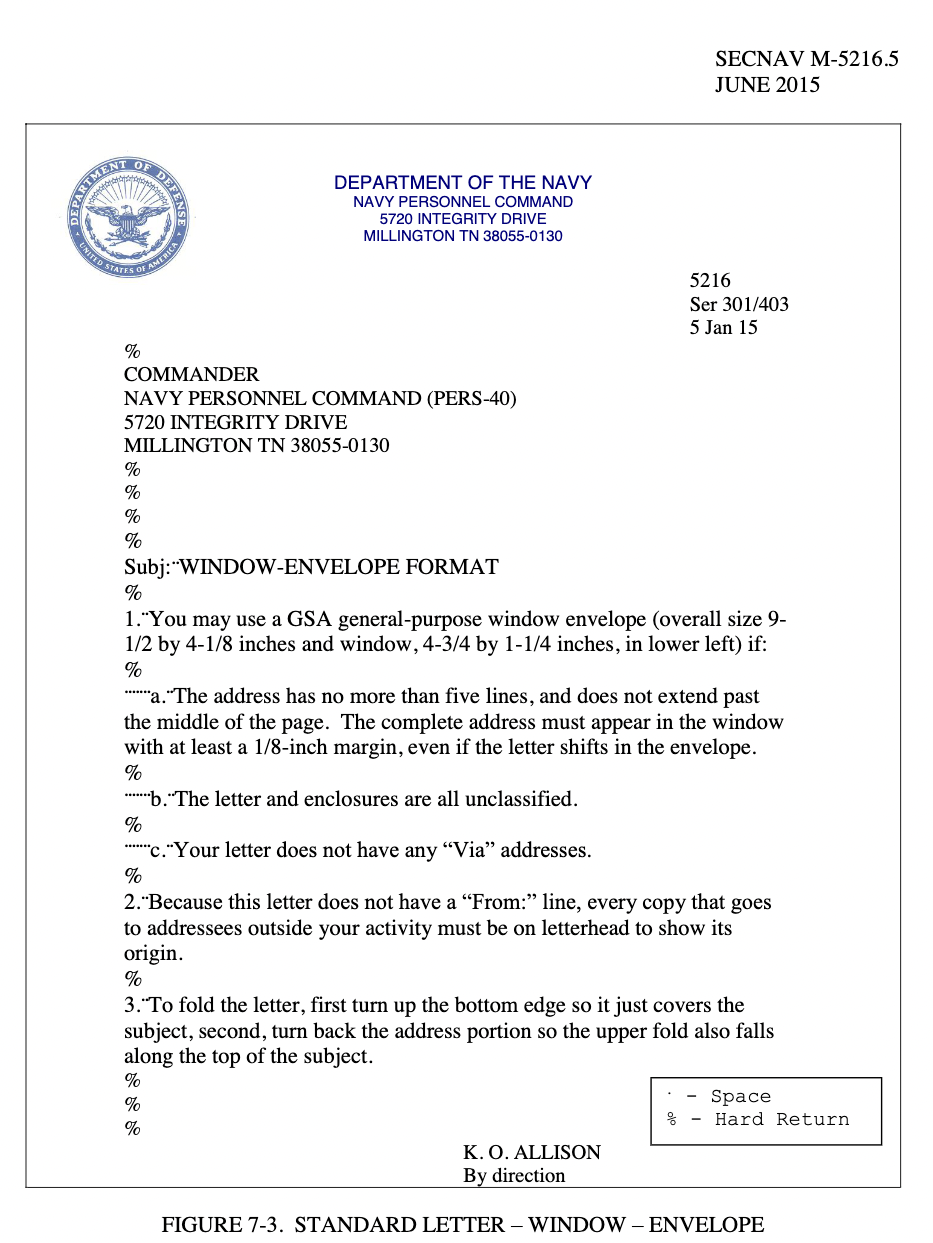 SECNAV M-5216.5
JUNE 2015
DEPARTMENT OF DEFENSE
UNITED STATES OF AMERICA
DEPARTMENT OF THE NAVY
NAVY PERSONNEL COMMAND
5720 INTEGRITY DRIVE
MILLINGTON TN 38055-0130
5216
Ser 301/403
5 Jan 15
%
COMMANDER
NAVY PERSONNEL COMMAND (PERS-40)
5720 INTEGRITY DRIVE
MILLINGTON TN 38055-0130
%
%
%
%
Subj:¨WINDOW-ENVELOPE FORMAT
%
1.¨You may use a GSA general-purpose window envelope (overall size 9-
1/2 by 4-1/8 inches and window, 4-3/4 by 1-1/4 inches, in lower left) if:
%
¨¨¨¨a.¨The address has no more than five lines, and does not extend past
the middle of the page.  The complete address must appear in the window
with at least a 1/8-inch margin, even if the letter shifts in the envelope.
%
¨¨¨¨b.¨The letter and enclosures are all unclassified.
%
¨¨¨¨c.¨Your letter does not have any “Via” addresses.
%
2.¨Because this letter does not have a “From:” line, every copy that goes
to addressees outside your activity must be on letterhead to show its
origin.
%
3.¨To fold the letter, first turn up the bottom edge so it just covers the
subject, second, turn back the address portion so the upper fold also falls
along the top of the subject.
%
%
%
· - Space
% - Hard Return
K. O. ALLISON
By direction
FIGURE 7-3.  STANDARD LETTER – WINDOW – ENVELOPE